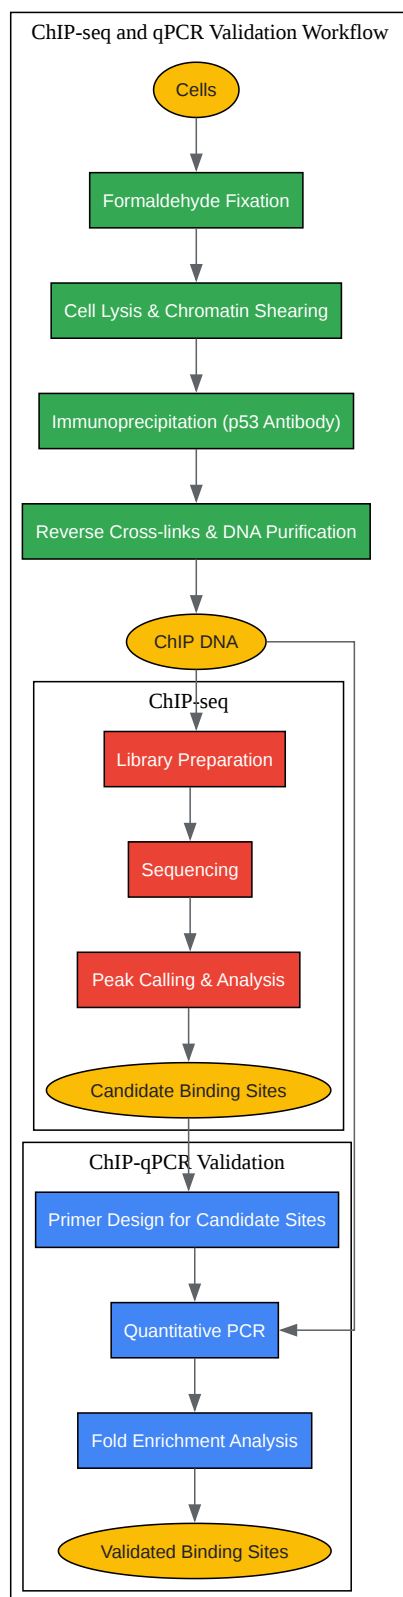 ChIP-seq and qPCR Validation Workflow
Cells
Formaldehyde Fixation
Cell Lysis & Chromatin Shearing
Immunoprecipitation (p53 Antibody)
Reverse Cross-links & DNA Purification
ChIP DNA
ChIP-seq
Library Preparation
Sequencing
Peak Calling & Analysis
Candidate Binding Sites
ChIP-qPCR Validation
Primer Design for Candidate Sites
Quantitative PCR
Fold Enrichment Analysis
Validated Binding Sites